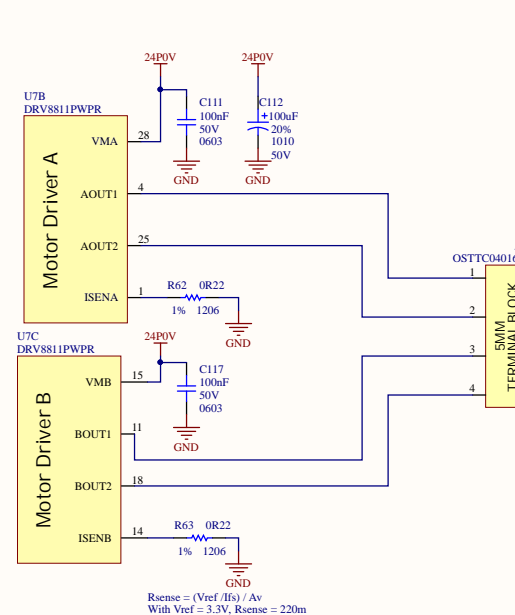 24P0V
24P0V
U7B
DRV8811PWPR
C111
100nF
50V
0603
C112
+100uF
20%
1010
50V
Motor Driver A
VMA
28
GND
GND
AOUT1
4
AOUT2
25
ISENA
1
R62 0R22
1% 1206
GND
OSTTC0401
1
2
3
4
5MM
TERMINAL BLOCK
U7C
DRV8811PWPR
24P0V
C117
100nF
50V
0603
Motor Driver B
VMB
15
GND
BOUT1
11
BOUT2
18
ISENB
14
R63 0R22
1% 1206
GND
Rsense = (Vref /Ifs) / Av
With Vref = 3.3V, Rsense = 220m